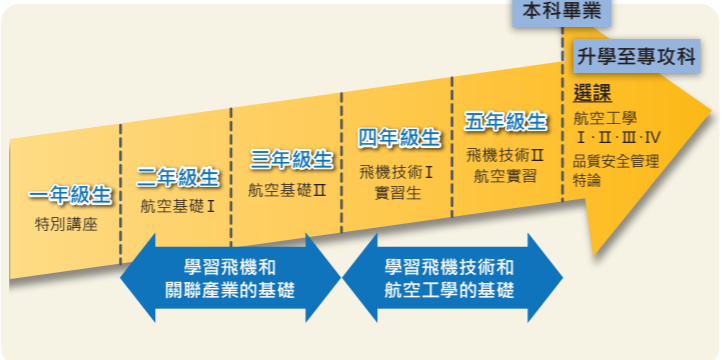 本科畢業
升學至專攻科
選課
航空工學
Ⅰ·Ⅱ·Ⅲ·Ⅳ
品質安全管理
特論
五年級生
飛機技術Ⅱ
航空實習
四年級生
飛機技術Ⅰ
實習生
三年級生
航空基礎Ⅱ
二年級生
航空基礎Ⅰ
一年級生
特別講座
學習飛機和
關聯產業的基礎
學習飛機技術和
航空工學的基礎